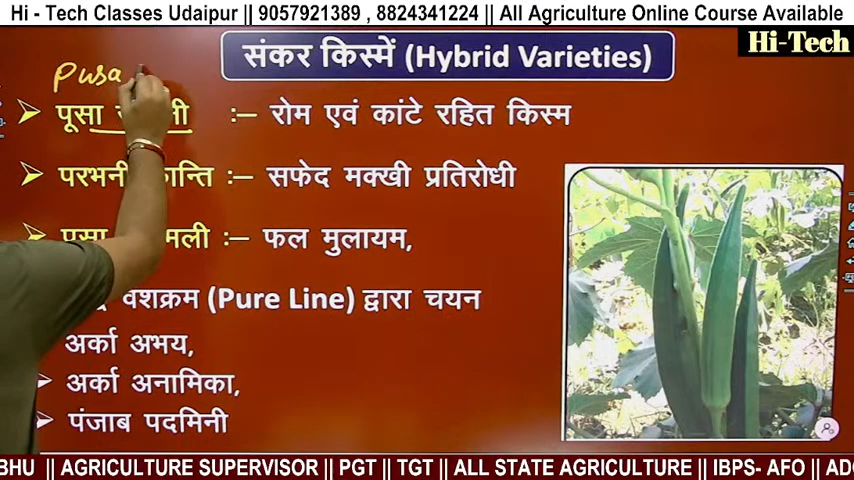 Hi - Tech Classes Udaipur || 9057921389 , 8824341224 || All Agriculture Online Course Available
Hi-Tech
संकर किस्में (Hybrid Varieties)
Pusa
पूसा :– रोम एवं कांटे रहित किस्म
परभनी :– सफेद मक्खी प्रतिरोधी
पूसा :– फल मुलायम,
वंशक्रम (Pure Line) द्वारा चयन
अर्का अभय,
अर्का अनामिका,
पंजाब पदमिनी
BHU || AGRICULTURE SUPERVISOR || PGT || TGT || ALL STATE AGRICULTURE || IBPS- AFO ||